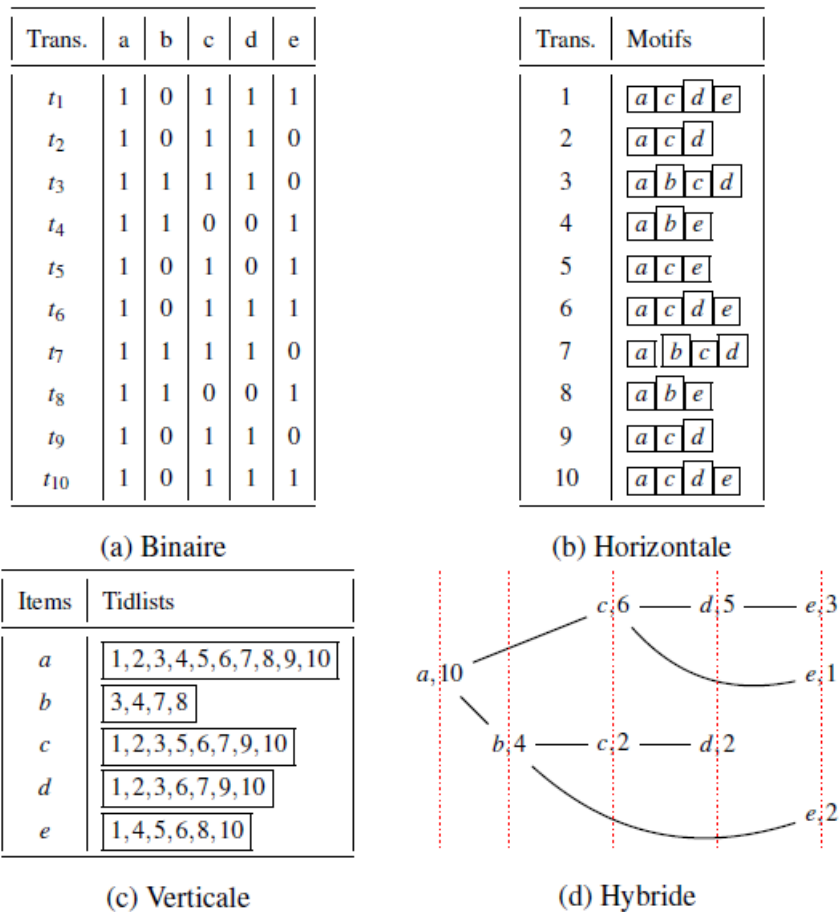 Trans. a b c d e
t1 1 0 1 1 1
t2 1 0 1 1 0
t3 1 1 1 1 0
t4 1 1 0 0 1
t5 1 0 1 0 1
t6 1 0 1 1 1
t7 1 1 1 1 0
t8 1 1 0 0 1
t9 1 0 1 1 0
t10 1 0 1 1 1
(a) Binaire
Trans. Motifs
1 a c d e
2 a c d
3 a b c d
4 a b e
5 a c e
6 a c d e
7 a b c d
8 a b e
9 a c d
10 a c d e
(b) Horizontale
Items Tidlists
a 1,2,3,4,5,6,7,8,9,10
b 3,4,7,8
c 1,2,3,5,6,7,9,10
d 1,2,3,6,7,9,10
e 1,4,5,6,8,10
(c) Verticale
c,6 d,5 e,3
a,10 e,1
b,4 c,2 d,2
e,2
(d) Hybride